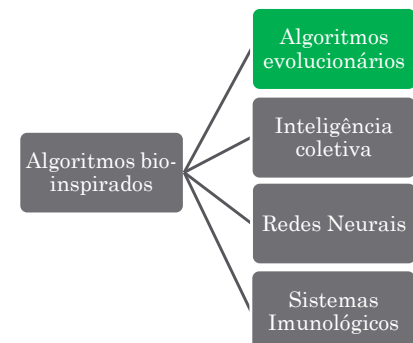 Algoritmos
evolucionários
Inteligência
coletiva
Algoritmos bio-
inspirados
Redes Neurais
Sistemas
Imunológicos